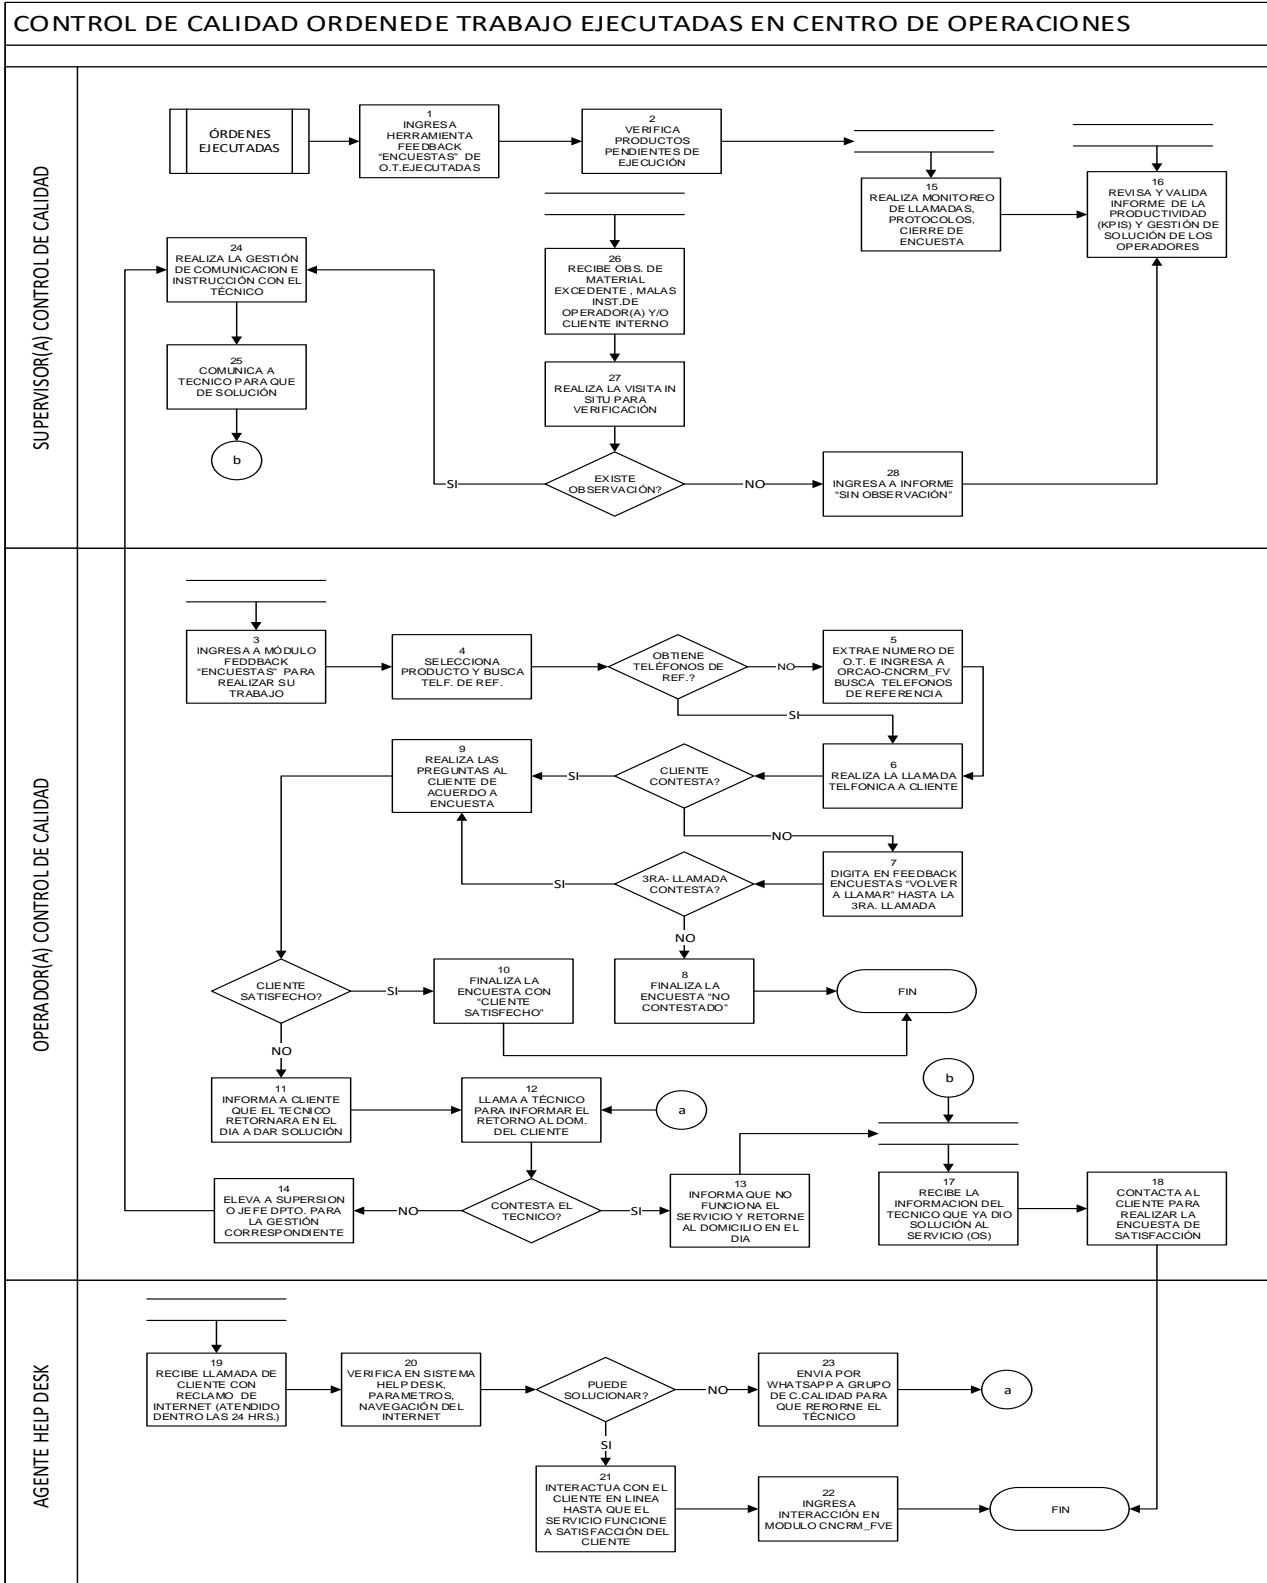 CONTROL DE CALIDAD ORDENEDE TRABAJO EJECUTADAS EN CENTRO DE OPERACIONES
SUPERVISOR(A) CONTROL DE CALIDAD
ÓRDENES
EJECUTADAS
1
INGRESA
HERRAMIENTA
FEEDBACK
"ENCUESTAS" DE
O.T.EJECUTADAS
2
VERIFICA
PRODUCTOS
PENDIENTES DE
EJECUCIÓN
15
REALIZA MONITOREO
DE LLAMADAS,
PROTOCOLOS,
CIERRE DE
ENCUESTA
16
REVISA Y VALIDA
INFORME DE LA
PRODUCTIVIDAD
(KPIS) Y GESTIÓN DE
SOLUCIÓN DE LOS
OPERADORES
24
REALIZA LA GESTIÓN
DE COMUNICACION E
INSTRUCCIÓN CON EL
TÉCNICO
26
RECIBE OBS. DE
MATERIAL
EXCEDENTE , MALAS
INST.DE
OPERADOR(A) Y/O
CLIENTE INTERNO
25
COMUNICA A
TECNICO PARA QUE
DE SOLUCIÓN
27
REALIZA LA VISITA IN
SITU PARA
VERIFICACIÓN
b
EXISTE
OBSERVACIÓN?
SI
NO
28
INGRESA A INFORME
"SIN OBSERVACIÓN"
OPERADOR(A) CONTROL DE CALIDAD
3
INGRESA A MÓDULO
FEDDBACK
"ENCUESTAS" PARA
REALIZAR SU
TRABAJO
4
SELECCIONA
PRODUCTO Y BUSCA
TELF. DE REF.
OBTIENE
TELÉFONOS DE
REF.?
NO
SI
5
EXTRAE NUMERO DE
O.T. E INGRESA A
ORCAO-CNCRM_FV
BUSCA TELEFONOS
DE REFERENCIA
9
REALIZA LAS
PREGUNTAS AL
CLIENTE DE
ACUERDO A
ENCUESTA
SI
CLIENTE
CONTESTA?
6
REALIZA LA LLAMADA
TELFONICA A CLIENTE
NO
SI
3RA- LLAMADA
CONTESTA?
7
DIGITA EN FEEDBACK
ENCUESTAS "VOLVER
A LLAMAR" HASTA LA
3RA. LLAMADA
NO
CLIENTE
SATISFECHO?
SI
10
FINALIZA LA
ENCUESTA CON
"CLIENTE
SATISFECHO"
8
FINALIZA LA
ENCUESTA "NO
CONTESTADO"
FIN
NO
11
INFORMA A CLIENTE
QUE EL TECNICO
RETORNARA EN EL
DIA A DAR SOLUCIÓN
12
LLAMA A TÉCNICO
PARA INFORMAR EL
RETORNO AL DOM.
DEL CLIENTE
a
b
14
ELEVA A SUPERSION
O JEFE DPTO. PARA
LA GESTIÓN
CORRESPONDIENTE
NO
CONTESTA EL
TECNICO?
SI
13
INFORMA QUE NO
FUNCIONA EL
SERVICIO Y RETORNE
AL DOMICILIO EN EL
DIA
17
RECIBE LA
INFORMACION DEL
TECNICO QUE YA DIO
SOLUCIÓN AL
SERVICIO (OS)
18
CONTACTA AL
CLIENTE PARA
REALIZAR LA
ENCUESTA DE
SATISFACCIÓN
AGENTE HELP DESK
19
RECIBE LLAMADA DE
CLIENTE CON
RECLAMO DE
INTERNET (ATENDIDO
DENTRO LAS 24 HRS.)
20
VERIFICA EN SISTEMA
HELP DESK,
PARAMETROS,
NAVEGACIÓN DEL
INTERNET
PUEDE
SOLUCIONAR?
NO
SI
23
ENVIA POR
WHATSAPP A GRUPO
DE C.CALIDAD PARA
QUE RERORNE EL
TÉCNICO
a
21
INTERACTUA CON EL
CLIENTE EN LINEA
HASTA QUE EL
SERVICIO FUNCIONE
A SATISFACCIÓN DEL
CLIENTE
22
INGRESA
INTERACCIÓN EN
MODULO CNCRM_FVE
FIN